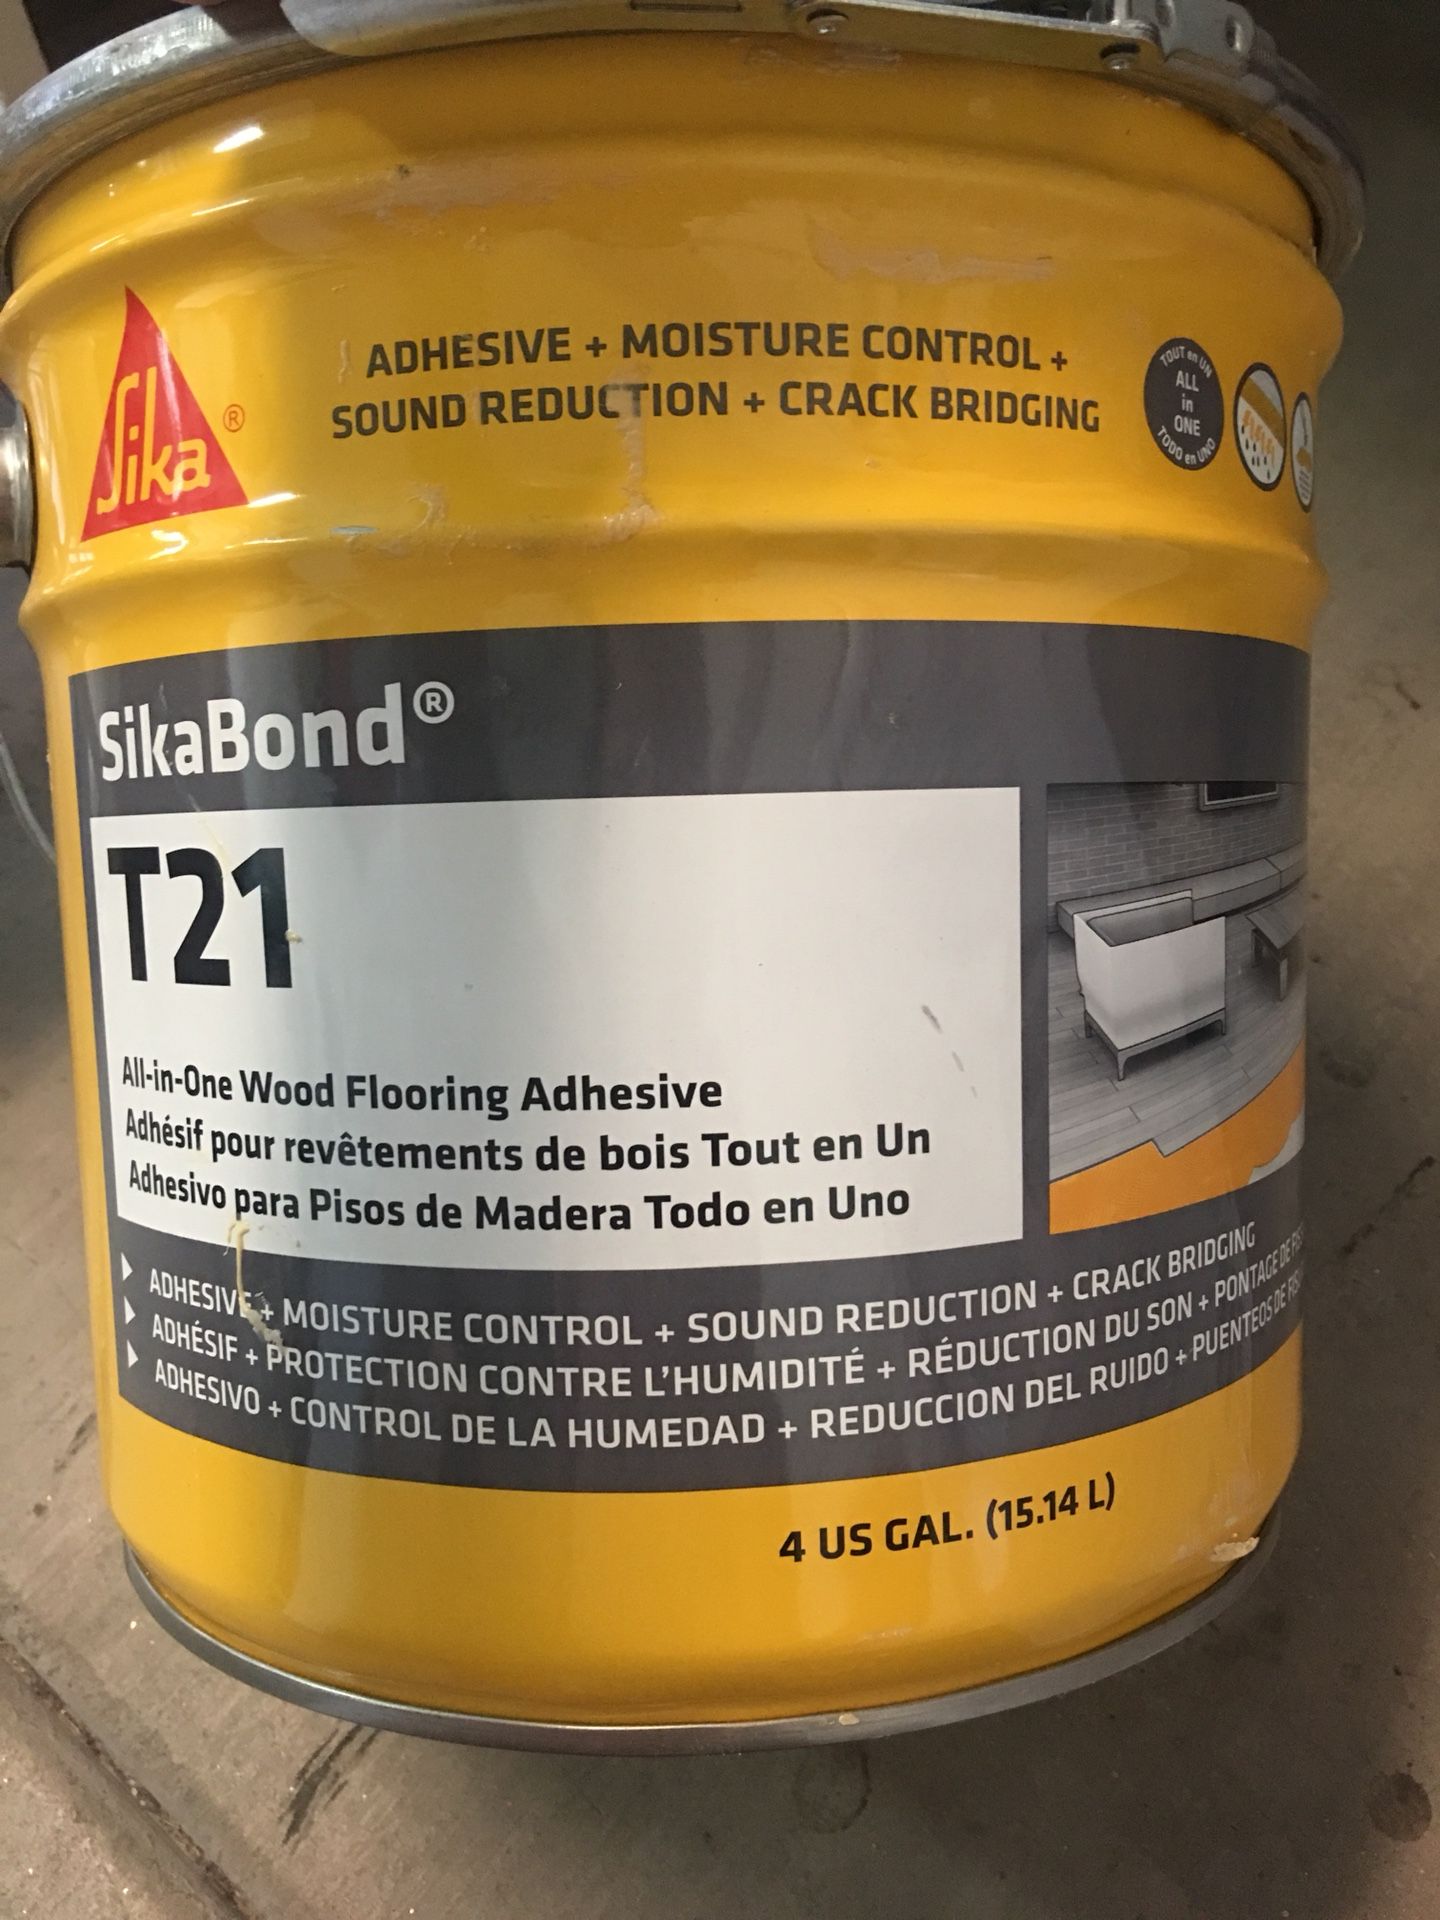 Sika®
ADHESIVE + MOISTURE CONTROL +
SOUND REDUCTION + CRACK BRIDGING
TOUT en UN
ALL
in
ONE
TODO en UNO
SikaBond®
T21
All-in-One Wood Flooring Adhesive
Adhésif pour revêtements de bois Tout en Un
Adhesivo para Pisos de Madera Todo en Uno
ADHESIVE + MOISTURE CONTROL + SOUND REDUCTION + CRACK BRIDGING
ADHÉSIF + PROTECTION CONTRE L'HUMIDITÉ + RÉDUCTION DU SON + PONTAGE DE
ADHESIVO + CONTROL DE LA HUMEDAD + REDUCCION DEL RUIDO + PUENTEOS DE
4 US GAL. (15.14 L)